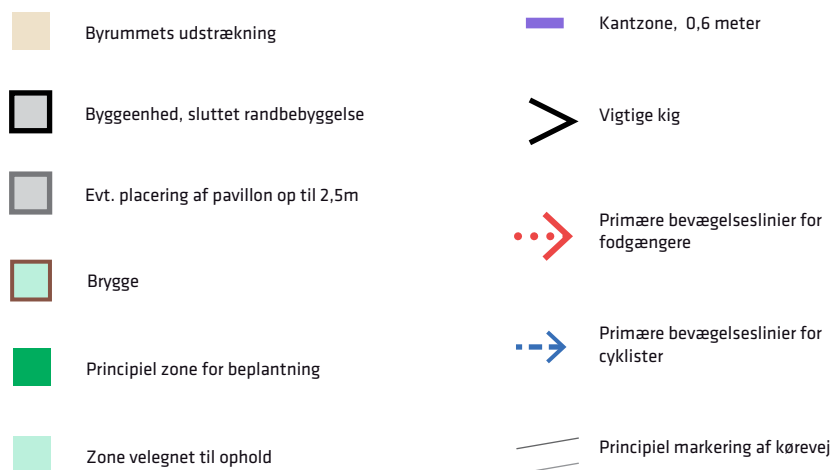 Byrummets udstrækning
Byggeenhed, sluttet randbebyggelse
Evt. placering af pavillon op til 2,5m
Brygge
Principiel zone for beplantning
Zone velegnet til ophold
Kantzone, 0,6 meter
Vigtige kig
Primære bevægelseslinier for
fodgængere
Primære bevægelseslinier for
cyklister
Principiel markering af kørevej